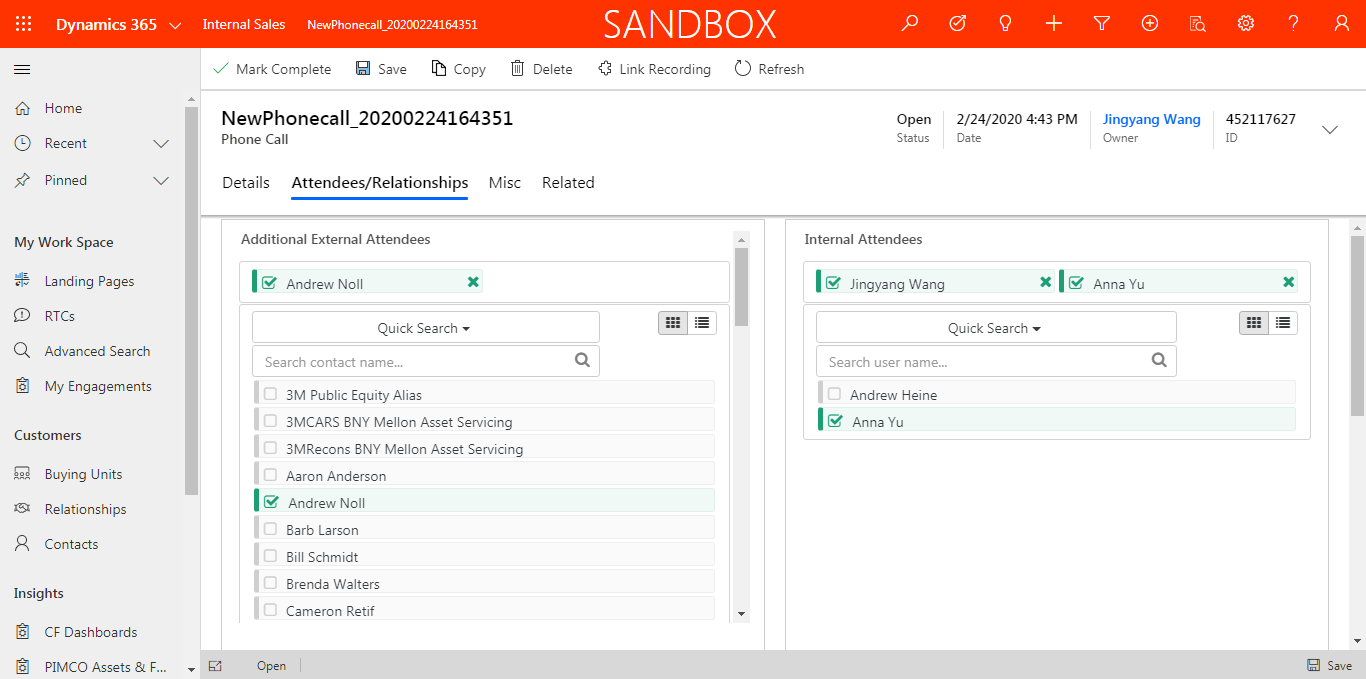 Dynamics 365 Internal Sales NewPhonecall_20200224164351 SANDBOX
Mark Complete Save Copy Delete Link Recording Refresh
Home
Recent
Pinned
My Work Space
Landing Pages
RTCs
Advanced Search
My Engagements
Customers
Buying Units
Relationships
Contacts
Insights
CF Dashboards
PIMCO Assets & F...
NewPhonecall_20200224164351
Phone Call
Open
Status
2/24/2020 4:43 PM
Date
Jingyang Wang
Owner
452117627
ID
Details Attendees/Relationships Misc Related
Additional External Attendees
Andrew Noll
Quick Search
Search contact name...
3M Public Equity Alias
3MCARS BNY Mellon Asset Servicing
3MRecons BNY Mellon Asset Servicing
Aaron Anderson
Andrew Noll
Barb Larson
Bill Schmidt
Brenda Walters
Cameron Retif
Internal Attendees
Jingyang Wang Anna Yu
Quick Search
Search user name...
Andrew Heine
Anna Yu
Open Save